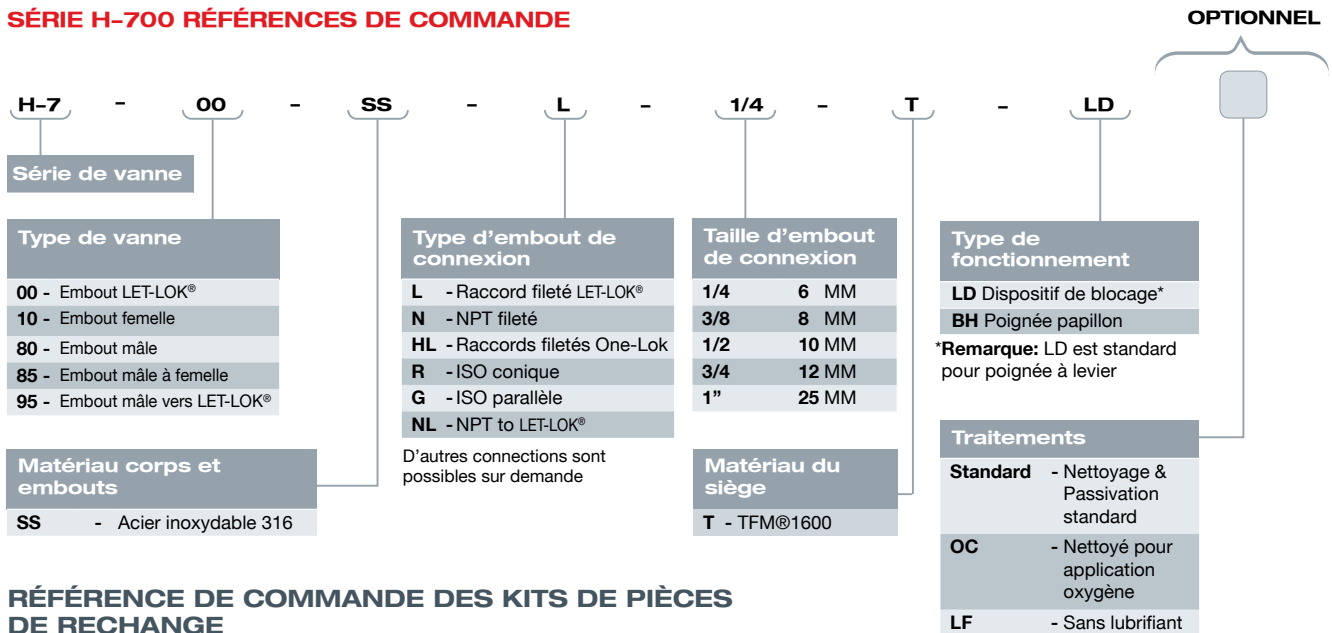 SÉRIE H-700 RÉFÉRENCES DE COMMANDE
OPTIONNEL
H-7 - 00 - SS - L - 1/4 - T - LD
Série de vanne
Type de vanne
00 - Embout LET-LOK®
10 - Embout femelle
80 - Embout mâle
85 - Embout mâle à femelle
95 - Embout mâle vers LET-LOK®
Matériau corps et
embouts
SS - Acier inoxydable 316
Type d'embout de
connexion
L - Raccord fileté LET-LOK®
N - NPT fileté
HL - Raccords filetés One-Lok
R - ISO conique
G - ISO parallèle
NL - NPT to LET-LOK®
D'autres connections sont
possibles sur demande
Taille d'embout
de connexion
1/4 6 MM
3/8 8 MM
1/2 10 MM
3/4 12 MM
1" 25 MM
Matériau du
siège
T - TFM®1600
Type de
fonctionnement
LD Dispositif de blocage*
BH Poignée papillon
*Remarque: LD est standard
pour poignée à levier
Traitements
Standard - Nettoyage &
Passivation
standard
OC - Nettoyé pour
application
oxygène
LF - Sans lubrifiant
RÉFÉRENCE DE COMMANDE DES KITS DE PIÈCES
DE RECHANGE